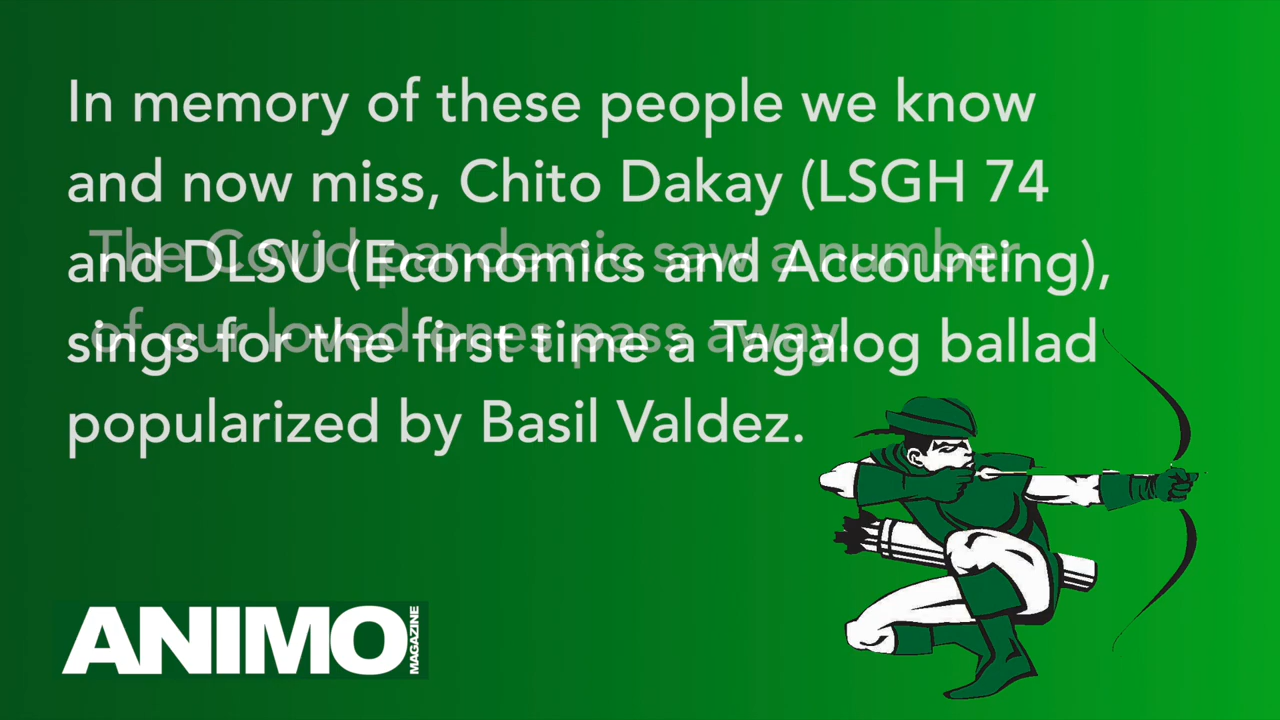 In memory of these people we know
and now miss, Chito Dakay (LSGH 74
and DLSU (Economics and Accounting),
sings for the first time a Tagalog ballad
popularized by Basil Valdez.
The Covid pandemic saw a number
of our loved ones pass away.
ANIMO MAGAZINE